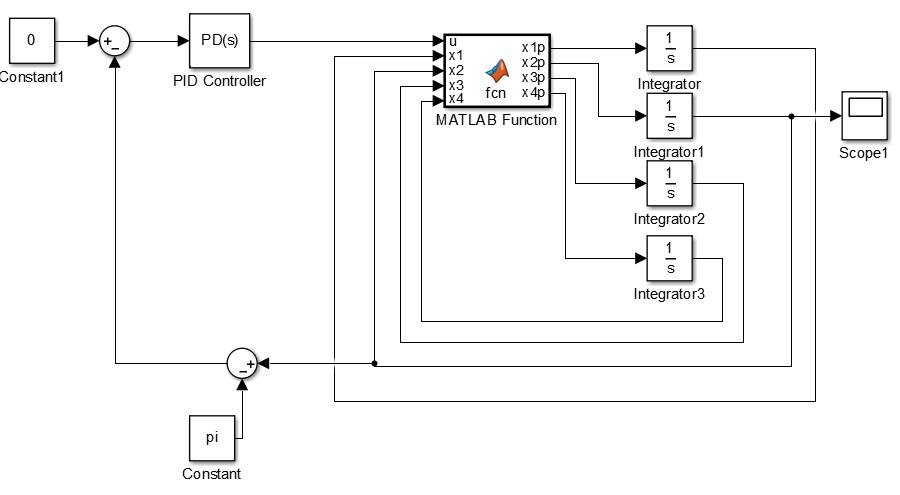 0
Constant1
+
−
PD(s)
PID Controller
u
x1
x2
x3
x4
fcn
x1p
x2p
x3p
x4p
MATLAB Function
1
s
Integrator
1
s
Integrator1
1
s
Integrator2
1
s
Integrator3
Scope1
+
−
pi
Constant